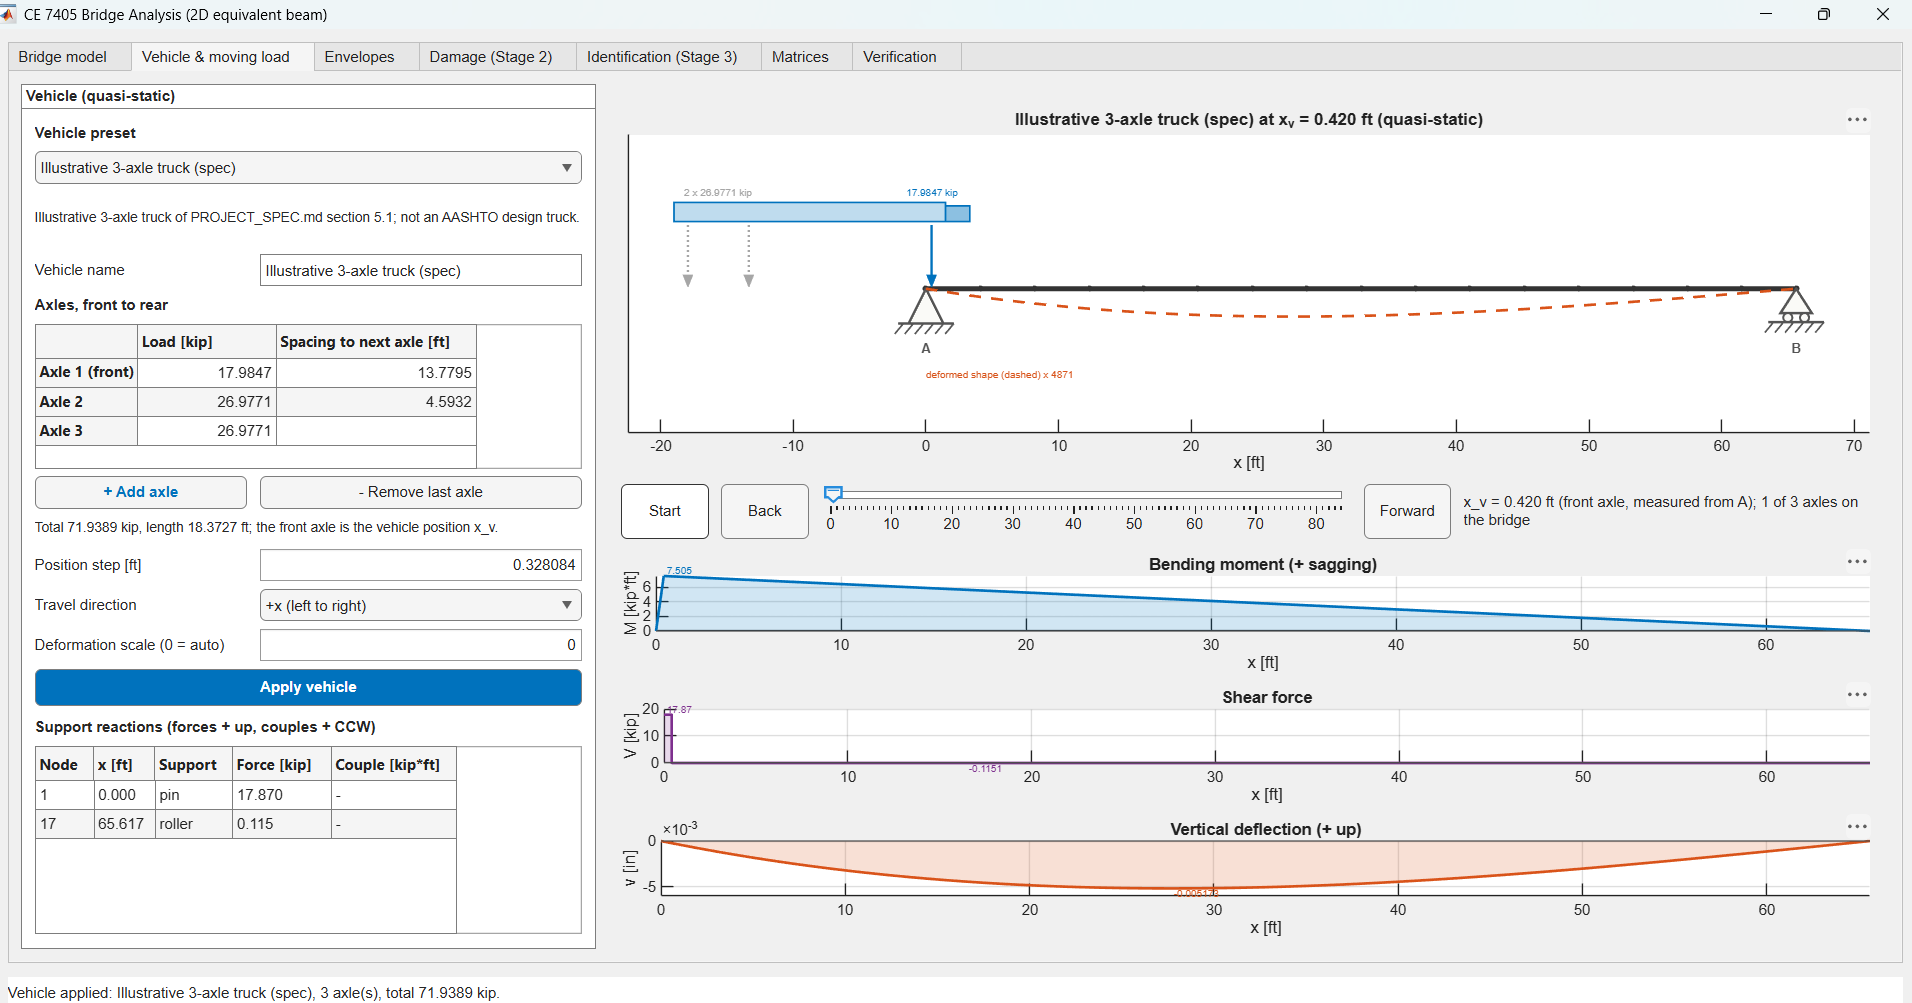 CE 7405 Bridge Analysis (2D equivalent beam)
Bridge model
Vehicle & moving load
Envelopes
Damage (Stage 2)
Identification (Stage 3)
Matrices
Verification
Vehicle (quasi-static)
Vehicle preset
Illustrative 3-axle truck (spec)
Illustrative 3-axle truck of PROJECT_SPEC.md section 5.1; not an AASHTO design truck.
Vehicle name
Illustrative 3-axle truck (spec)
Axles, front to rear
Load [kip] Spacing to next axle [ft]
Axle 1 (front) 17.9847 13.7795
Axle 2 26.9771 4.5932
Axle 3 26.9771
+ Add axle
- Remove last axle
Total 71.9389 kip, length 18.3727 ft; the front axle is the vehicle position x_v.
Position step [ft] 0.328084
Travel direction +x (left to right)
Deformation scale (0 = auto) 0
Apply vehicle
Support reactions (forces + up, couples + CCW)
Node x [ft] Support Force [kip] Couple [kip*ft]
1 0.000 pin 17.870 -
17 65.617 roller 0.115 -
Illustrative 3-axle truck (spec) at xv = 0.420 ft (quasi-static)
2 x 26.9771 kip
17.9847 kip
A
B
deformed shape (dashed) x 4871
-20 -10 0 10 20 30 40 50 60 70
x [ft]
Start
Back
0 10 20 30 40 50 60 70 80
Forward
x_v = 0.420 ft (front axle, measured from A); 1 of 3 axles on
the bridge
Bending moment (+ sagging)
7.505
M [kip*ft]
6
4
2
0
0 10 20 30 40 50 60
x [ft]
Shear force
17.87
V [kip]
20
10
0
-0.1151
0 10 20 30 40 50 60
x [ft]
Vertical deflection (+ up)
×10-3
v [in]
0
-5
-0.005173
0 10 20 30 40 50 60
x [ft]
Vehicle applied: Illustrative 3-axle truck (spec), 3 axle(s), total 71.9389 kip.